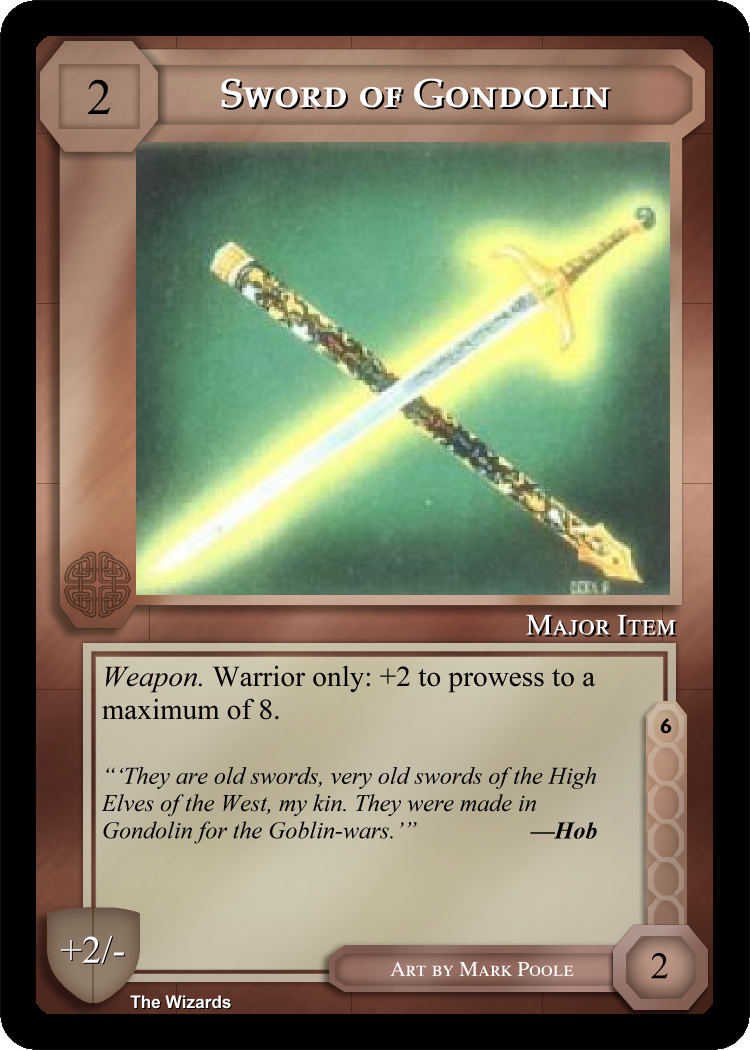 2
Sword of Gondolin
Major Item
Weapon. Warrior only: +2 to prowess to a
maximum of 8.
6
“‘They are old swords, very old swords of the High
Elves of the West, my kin. They were made in
Gondolin for the Goblin-wars.’” —Hob
+2/-
Art by Mark Poole
2
The Wizards